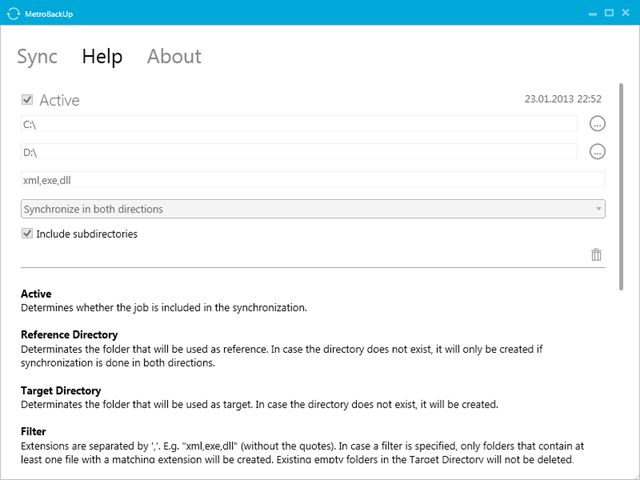 MetroBackUp
Sync Help About
Active 23.01.2013 22:52
C:\
...
D:\
...
xml,exe,dll
Synchronize in both directions
Include subdirectories
Active
Determines whether the job is included in the synchronization.
Reference Directory
Determinates the folder that will be used as reference. In case the directory does not exist, it will only be created if
synchronization is done in both directions.
Target Directory
Determinates the folder that will be used as target. In case the directory does not exist, it will be created.
Filter
Extensions are separated by ','. E.g. "xml,exe,dll" (without the quotes). In case a filter is specified, only folders that contain at
least one file with a matching extension will be created. Existing empty folders in the Target Directory will not be deleted.